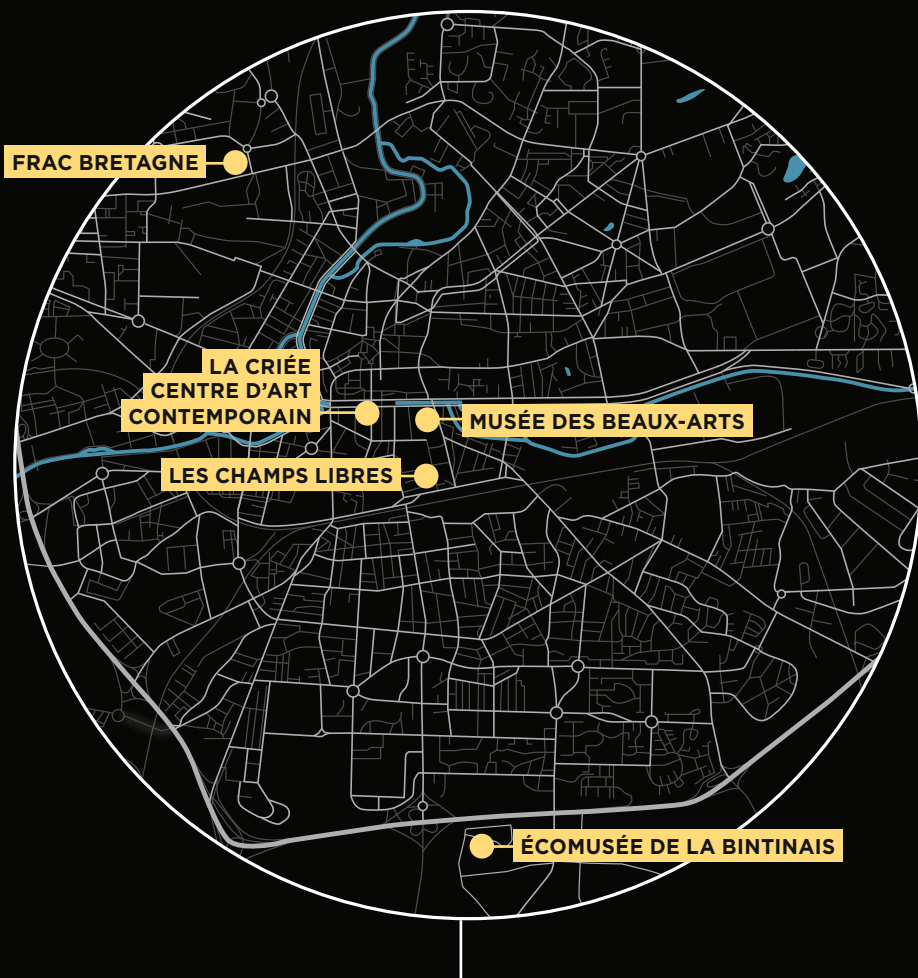 FRAC BRETAGNE
LA CRIÉE
CENTRE D'ART
CONTEMPORAIN
MUSÉE DES BEAUX-ARTS
LES CHAMPS LIBRES
ÉCOMUSÉE DE LA BINTINAIS